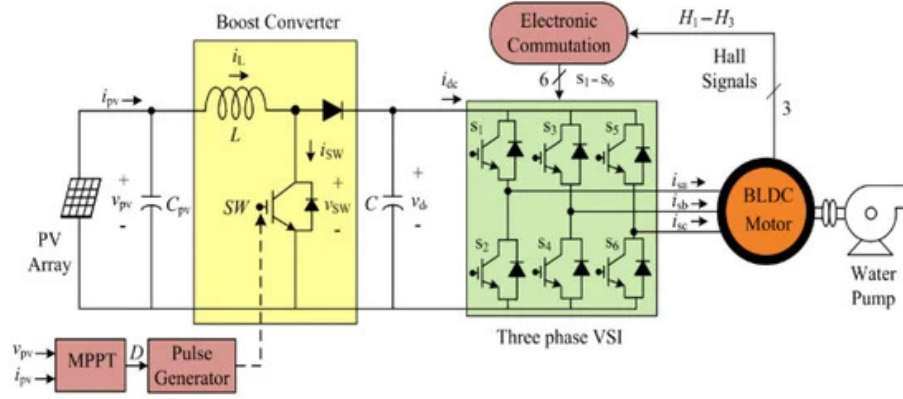 Boost Converter
Electronic
Commutation
H1-H3
Hall
Signals
6
s1-s6
3
iL
ipv
idc
L
iSW
s1
s3
s5
+
vpv
-
Cpv
SW
+
vSW
-
C
+
vdc
-
isa
isb
isc
BLDC
Motor
PV
Array
s2
s4
s6
Water
Pump
Three phase VSI
vpv
ipv
MPPT
D
Pulse
Generator